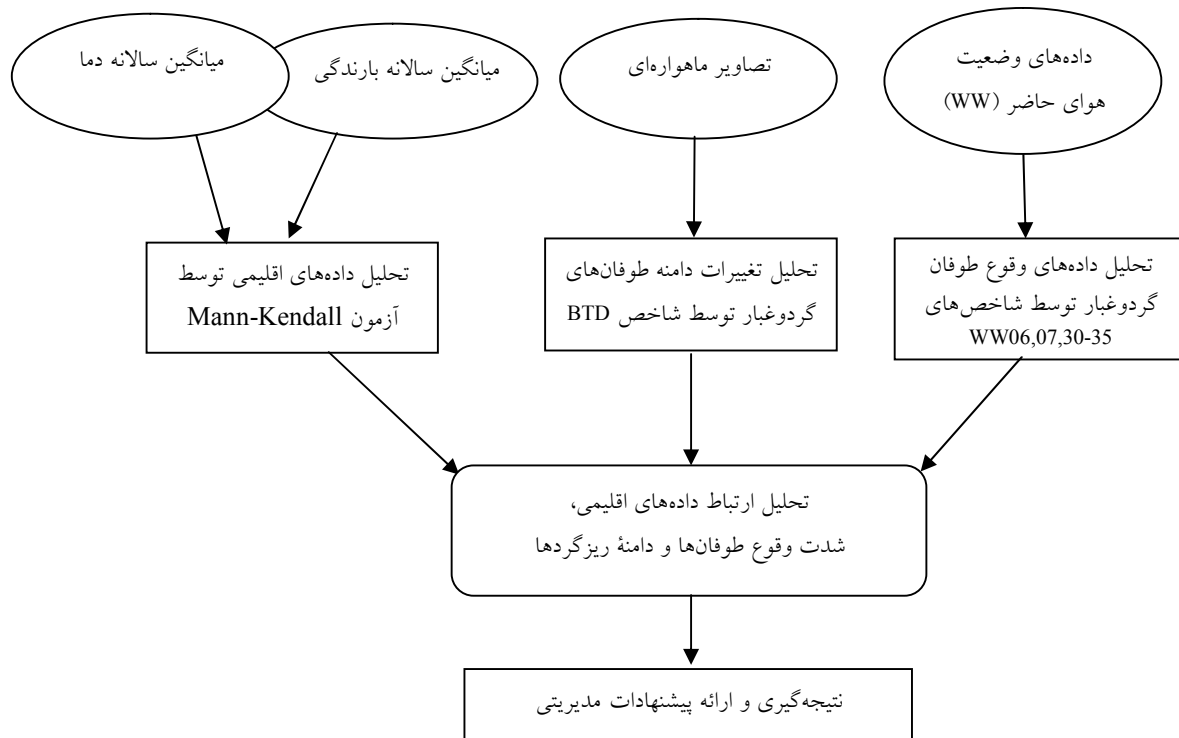 داده‌های وضعیت
هوای حاضر (WW)
تصاویر ماهواره‌ای
میانگین سالانه بارندگی
میانگین سالانه دما
تحلیل داده‌های وقوع طوفان
گردوغبار توسط شاخص‌های
WW06,07,30-35
تحلیل تغییرات دامنه طوفان‌های
گردوغبار توسط شاخص BTD
تحلیل داده‌های اقلیمی توسط
آزمون Mann-Kendall
تحلیل ارتباط داده‌های اقلیمی،
شدت وقوع طوفان‌ها و دامنۀ ریزگردها
نتیجه‌گیری و ارائه پیشنهادات مدیریتی